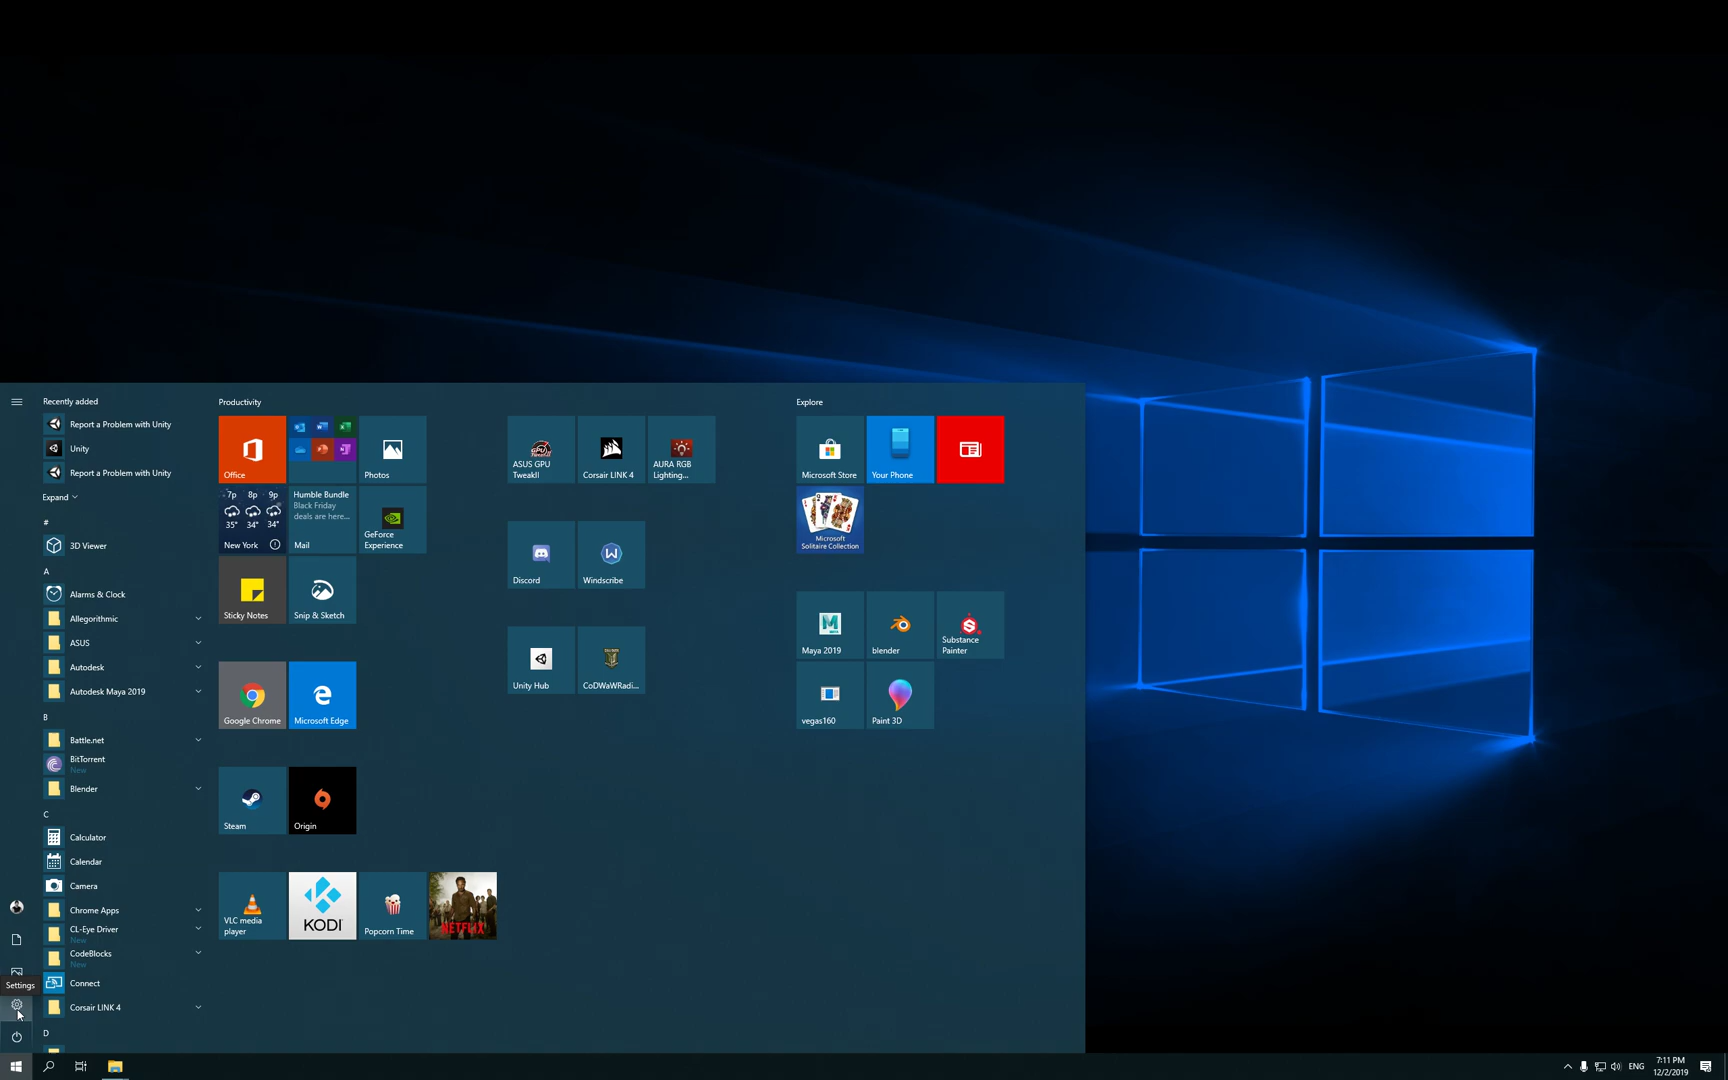 Recently added
Report a Problem with Unity
Unity
Report a Problem with Unity
Expand
#
3D Viewer
A
Alarms & Clock
Allegorithmic
ASUS
Autodesk
Autodesk Maya 2019
B
Battle.net
BitTorrent
New
Blender
C
Calculator
Calendar
Camera
Chrome Apps
CL-Eye Driver
New
CodeBlocks
New
Connect
Corsair LINK 4
D
Settings
Productivity
Office
Photos
7p 8p 9p
35° 34° 34°
New York
Humble Bundle
Black Friday
deals are here...
Mail
GeForce
Experience
Sticky Notes
Snip & Sketch
Google Chrome
Microsoft Edge
Steam
Origin
VLC media
player
KODI
Popcorn Time
NETFLIX
ASUS GPU
TweakII
Corsair LINK 4
AURA RGB
Lighting...
Discord
Windscribe
Unity Hub
CoDWaWRadi...
Explore
Microsoft Store
Your Phone
Microsoft
Solitaire Collection
Maya 2019
blender
Substance
Painter
vegas160
Paint 3D
ENG
7:11 PM
12/2/2019